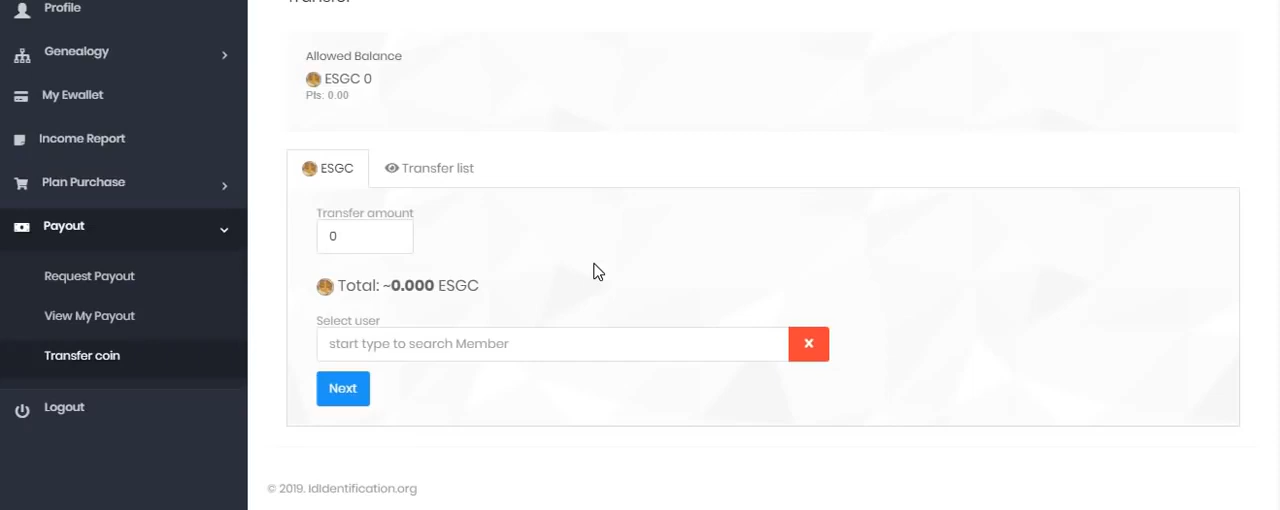 Profile
Genealogy
My Ewallet
Income Report
Plan Purchase
Payout
Request Payout
View My Payout
Transfer coin
Logout
Transfer
Allowed Balance
ESGC 0
Pls: 0.00
ESGC
Transfer list
Transfer amount
0
Total: ~0.000 ESGC
Select user
start type to search Member
Next
© 2019. IdIdentification.org